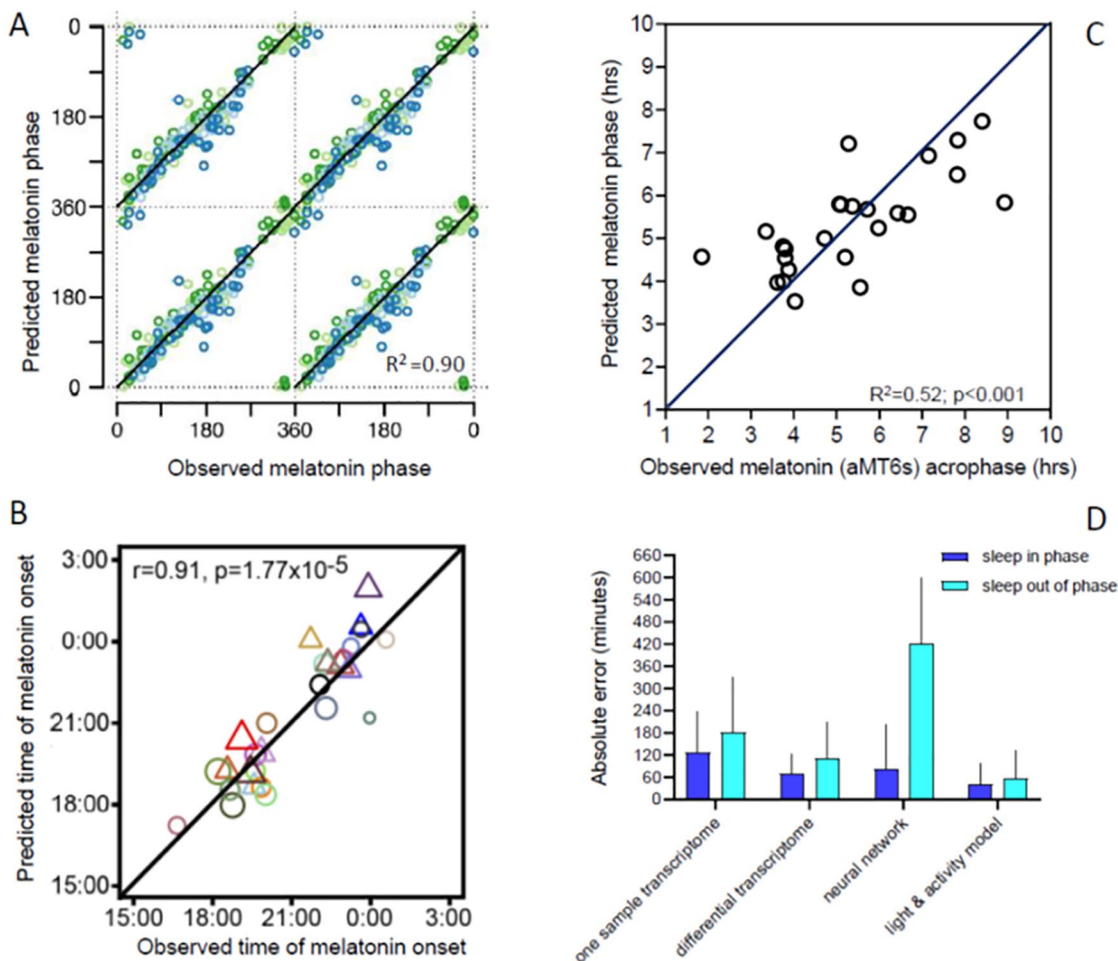 A
Predicted melatonin phase
0
180
360
180
0
R²=0.90
0
180
360
180
0
Observed melatonin phase
B
Predicted time of melatonin onset
r=0.91, p=1.77x10⁻⁵
3:00
0:00
21:00
18:00
15:00
15:00
18:00
21:00
0:00
3:00
Observed time of melatonin onset
C
Predicted melatonin phase (hrs)
10
9
8
7
6
5
4
3
2
1
R²=0.52; p<0.001
1
2
3
4
5
6
7
8
9
10
Observed melatonin (aMT6s) acrophase (hrs)
D
Absolute error (minutes)
660
600
540
480
420
360
300
240
180
120
60
0
sleep in phase
sleep out of phase
one sample transcriptome
differential transcriptome
neural network
light & activity model